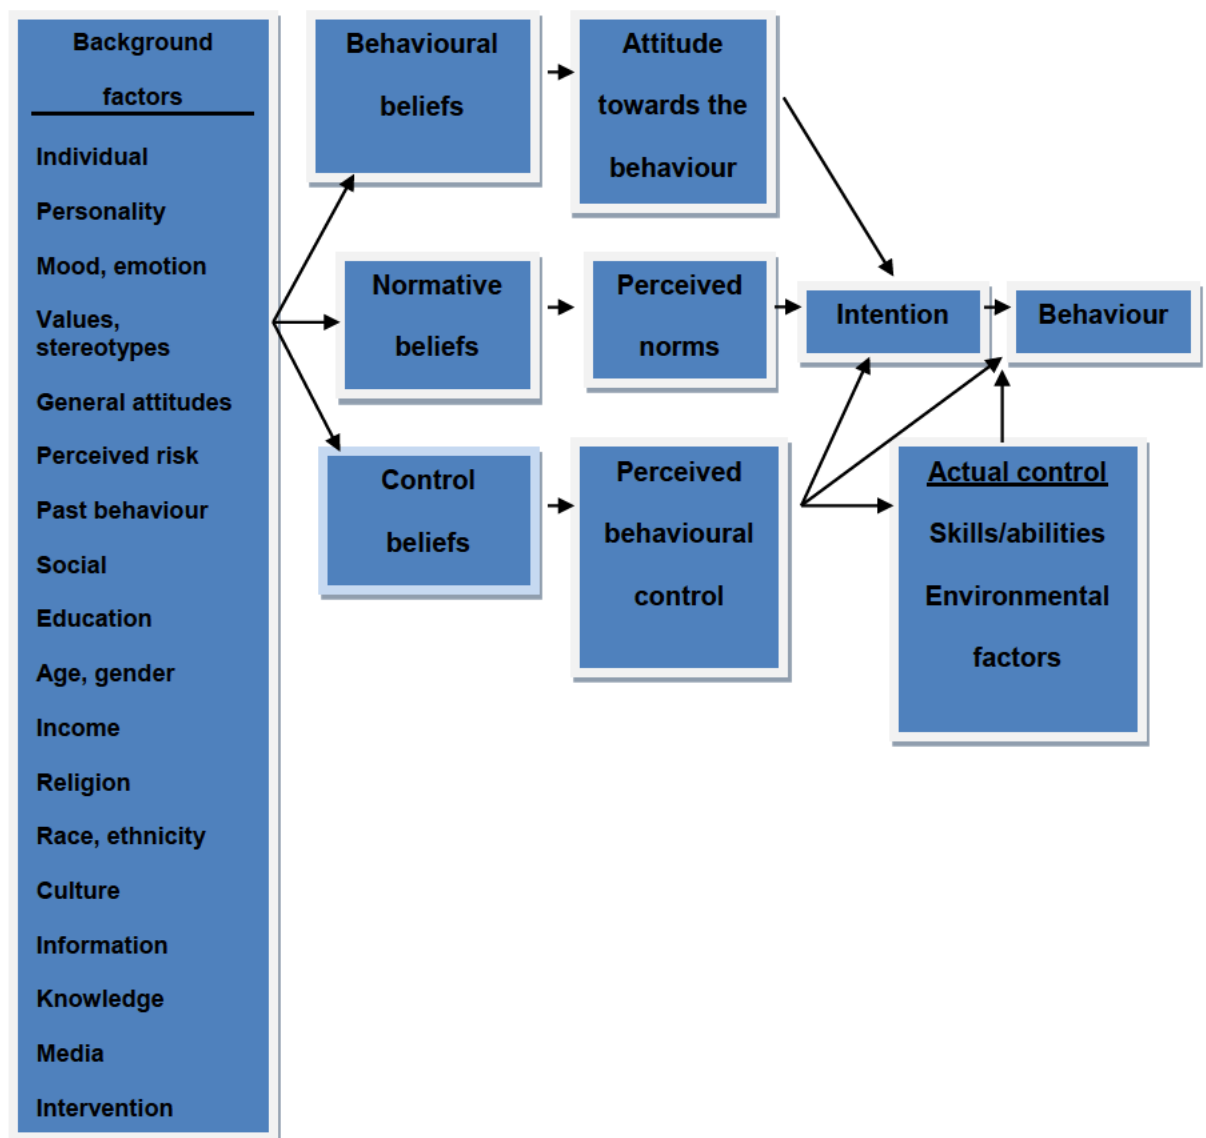 Background
factors
Individual
Personality
Mood, emotion
Values,
stereotypes
General attitudes
Perceived risk
Past behaviour
Social
Education
Age, gender
Income
Religion
Race, ethnicity
Culture
Information
Knowledge
Media
Intervention
Behavioural
beliefs
Attitude
towards the
behaviour
Normative
beliefs
Perceived
norms
Intention
Behaviour
Control
beliefs
Perceived
behavioural
control
Actual control
Skills/abilities
Environmental
factors